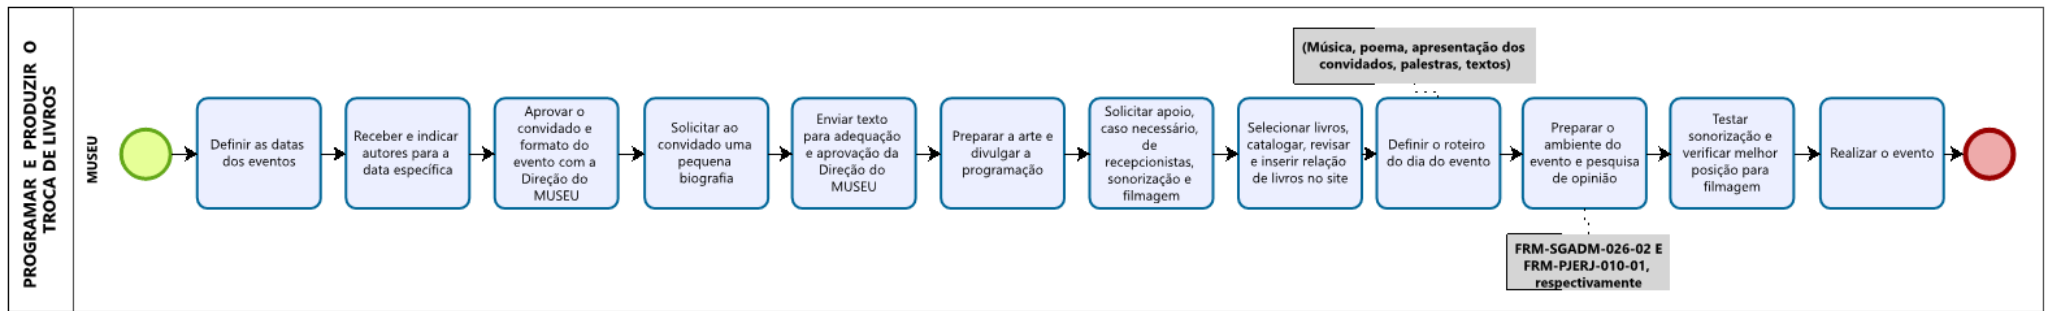 PROGRAMAR E PRODUZIR O
TROCA DE LIVROS
MUSEU
Definir as datas
dos eventos
Receber e indicar
autores para a
data específica
Aprovar o
convidado e
formato do
evento com a
Direção do
MUSEU
Solicitar ao
convidado uma
pequena
biografia
Enviar texto
para adequação
e aprovação da
Direção do
MUSEU
Preparar a arte e
divulgar a
programação
Solicitar apoio,
caso necessário,
de
recepcionistas,
sonorização e
filmagem
Selecionar livros,
catalogar, revisar
e inserir relação
de livros no site
(Música, poema, apresentação dos
convidados, palestras, textos)
Definir o roteiro
do dia do evento
Preparar o
ambiente do
evento e pesquisa
de opinião
FRM-SGADM-026-02 E
FRM-PJERJ-010-01,
respectivamente
Testar
sonorização e
verificar melhor
posição para
filmagem
Realizar o evento